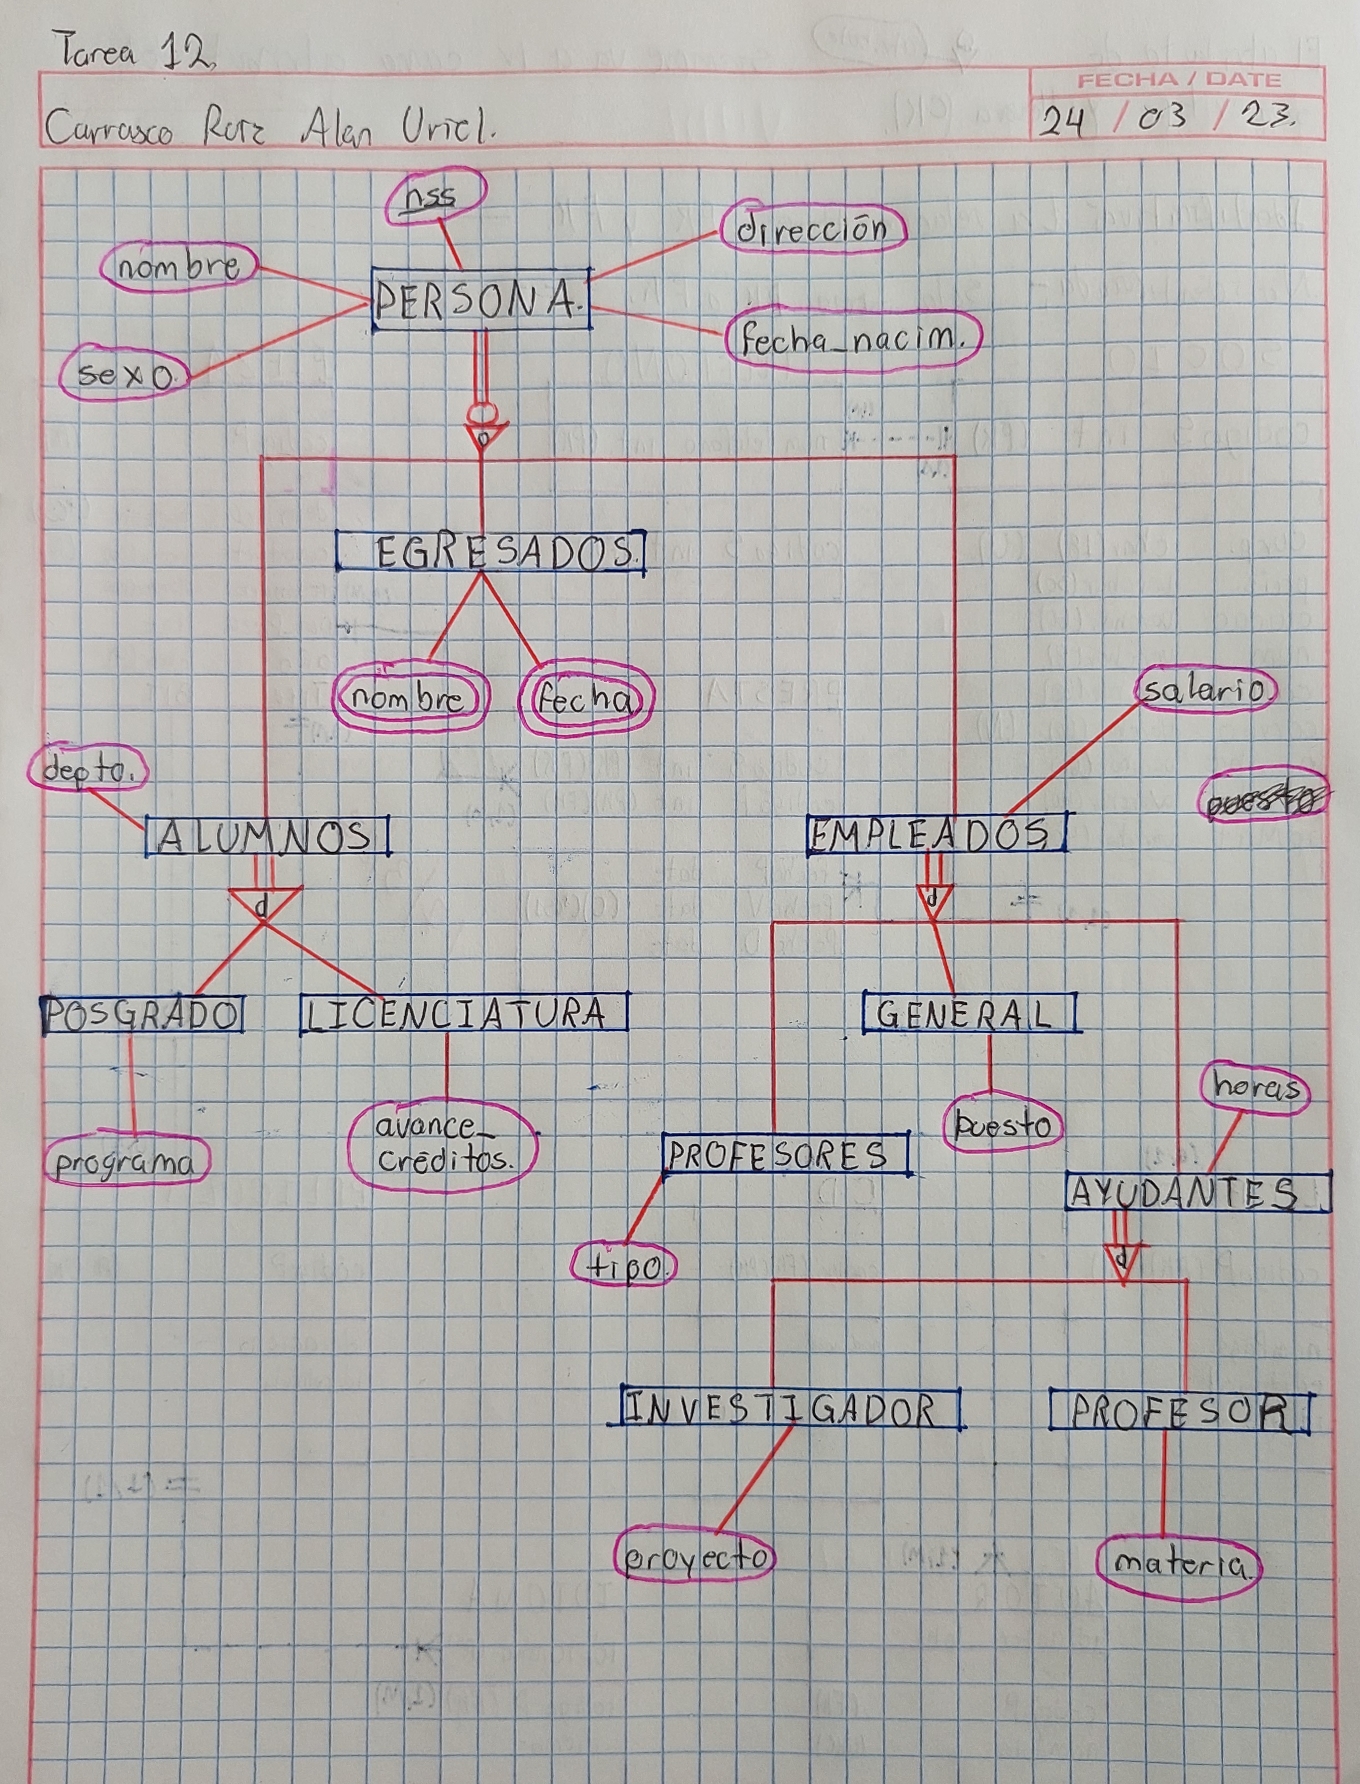 Tarea 12.
FECHA / DATE
Carrasco Ruiz Alan Uriel.
24 / 03 / 23.
nss
dirección
nombre
PERSONA.
fecha_nacim.
sexo.
o
EGRESADOS.
nombre
fecha
salario
depto.
ALUMNOS
EMPLEADOS.
d
d
POSGRADO
LICENCIATURA
GENERAL
horas
avance_
créditos.
puesto
programa
PROFESORES
AYUDANTES.
tipo.
d
INVESTIGADOR
PROFESOR
proyecto
materia.